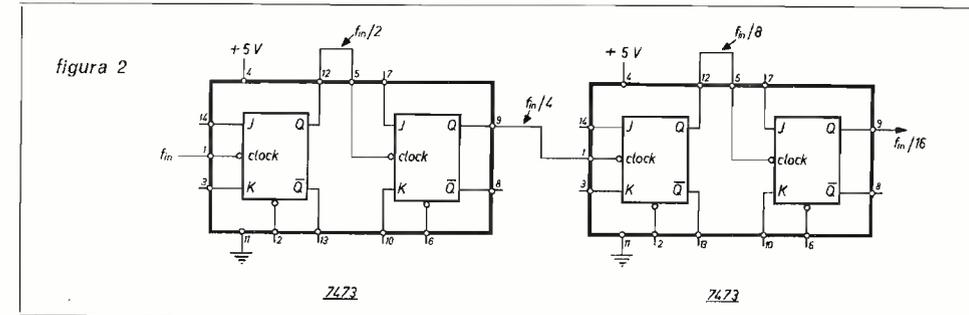 figura 2
+5V
4
12
f_in/2
5
7
14
J
Q
J
Q
9
f_in/4
f_in
1
clock
clock
3
K
Q̅
K
Q̅
8
11
2
13
10
6
7473
+5V
4
12
f_in/8
5
7
14
J
Q
J
Q
9
f_in/16
1
clock
clock
3
K
Q̅
K
Q̅
8
11
2
13
10
6
7473